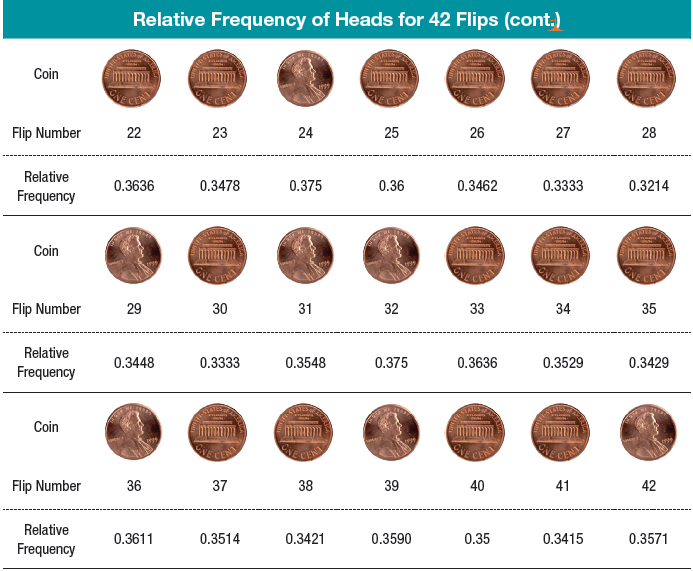 Relative Frequency of Heads for 42 Flips (cont.)
Coin
Flip Number 22 23 24 25 26 27 28
Relative
Frequency 0.3636 0.3478 0.375 0.36 0.3462 0.3333 0.3214
Coin
Flip Number 29 30 31 32 33 34 35
Relative
Frequency 0.3448 0.3333 0.3548 0.375 0.3636 0.3529 0.3429
Coin
Flip Number 36 37 38 39 40 41 42
Relative
Frequency 0.3611 0.3514 0.3421 0.3590 0.35 0.3415 0.3571